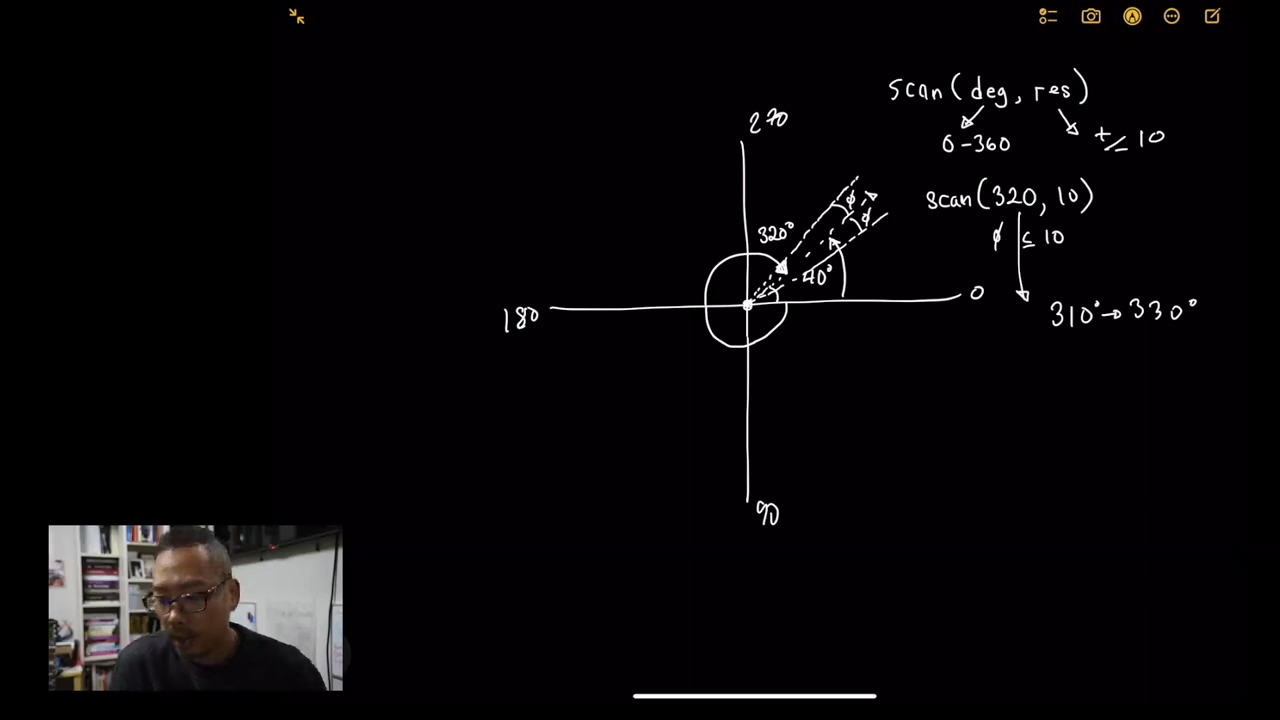 scan(deg, res)
270
0-360
+/≤ 10
scan(320, 10)
ϕ
ϕ
320°
ϕ ≤ 10
-40°
0
310° → 330°
180
90